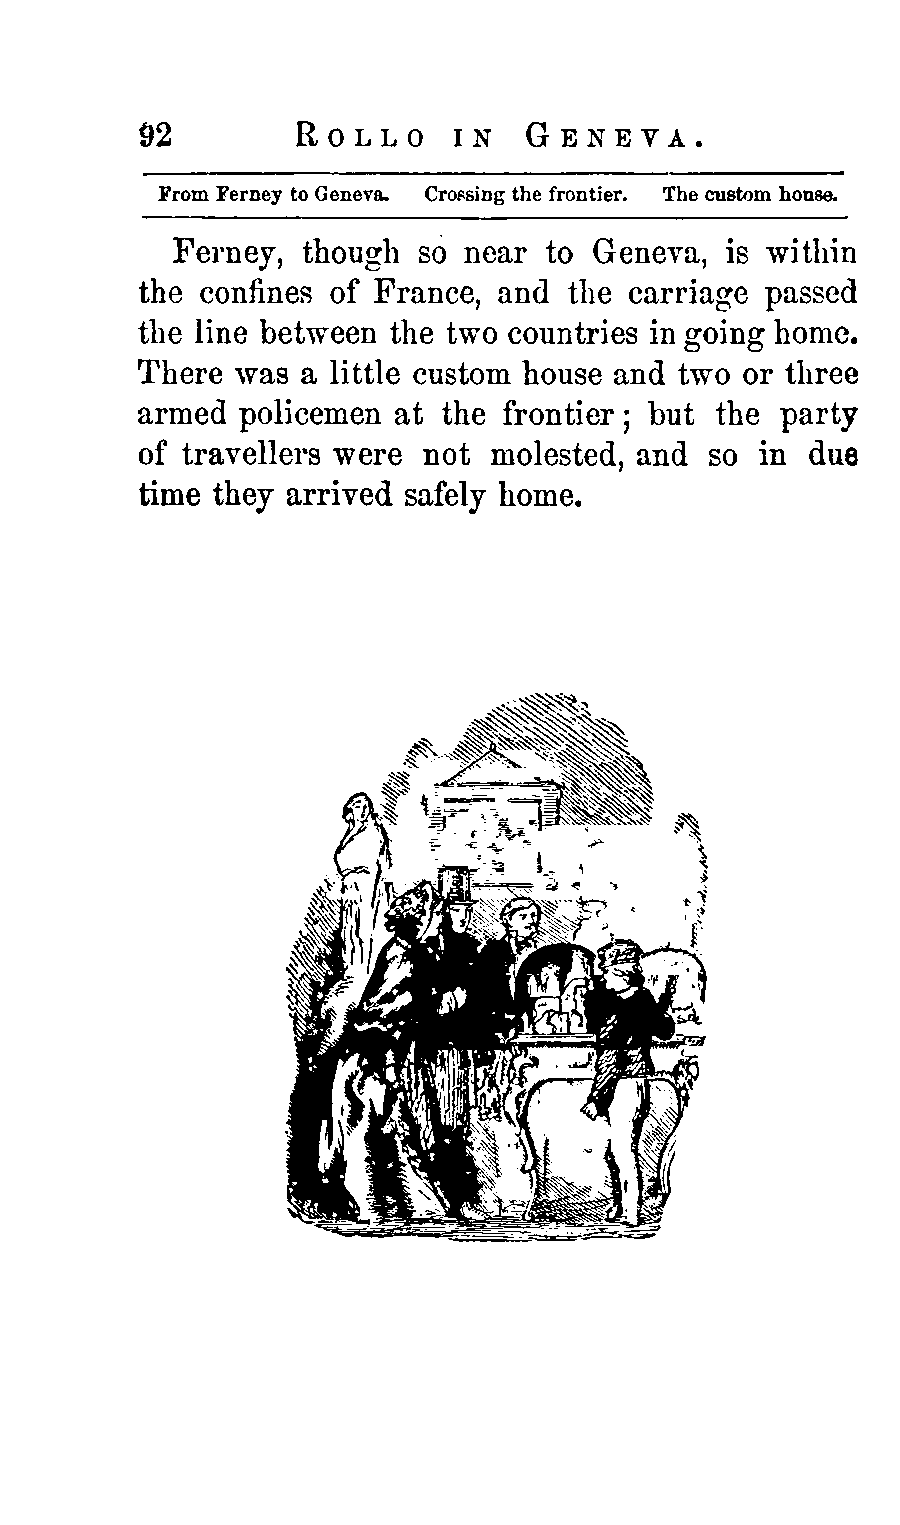 92 ROLLO IN GENEVA.
From Ferney to Geneva. Crossing the frontier. The custom house.
Ferney, though so near to Geneva, is within
the confines of France, and the carriage passed
the line between the two countries in going home.
There was a little custom house and two or three
armed policemen at the frontier; but the party
of travellers were not molested, and so in due
time they arrived safely home.